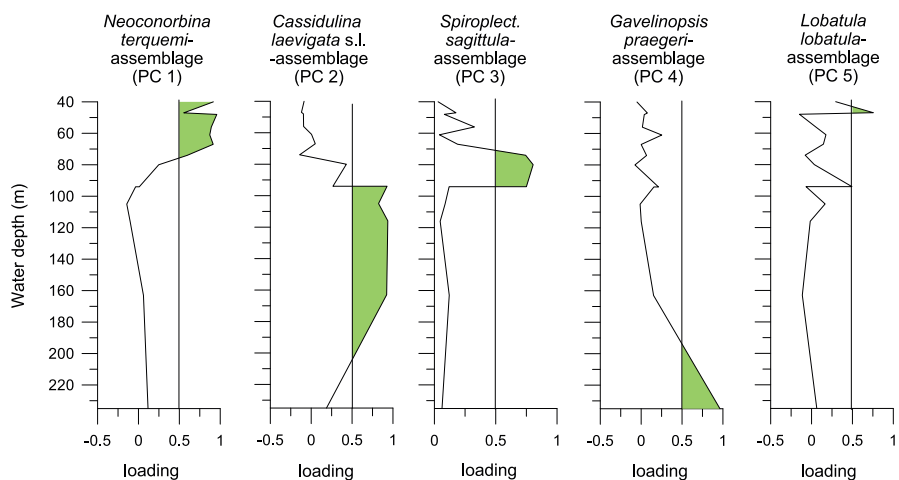 Neoconorbina
terquemi-
assemblage
(PC 1)
Cassidulina
laevigata s.l.
-assemblage
(PC 2)
Spiroplect.
sagittula-
assemblage
(PC 3)
Gavelinopsis
praegeri-
assemblage
(PC 4)
Lobatula
lobatula-
assemblage
(PC 5)
Water depth (m)
40
60
80
100
120
140
160
180
200
220
-0.5 0 0.5 1
-0.5 0 0.5 1
0 0.5 1
-0.5 0 0.5 1
-0.5 0 0.5 1
loading loading loading loading loading